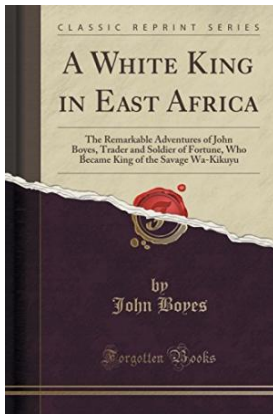 CLASSIC REPRINT SERIES
A White King
in East Africa
The Remarkable Adventures of John
Boyes, Trader and Soldier of Fortune, Who
Became King of the Savage Wa-Kikuyu
by
John Boyes
Forgotten Books